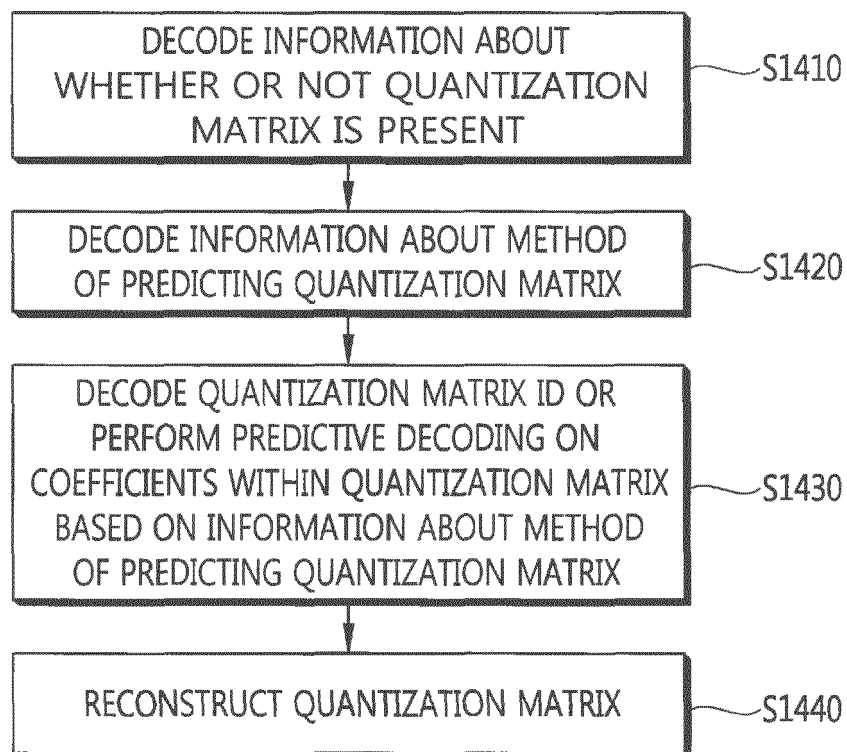 DECODE INFORMATION ABOUT
WHETHER OR NOT QUANTIZATION
MATRIX IS PRESENT
S1410
DECODE INFORMATION ABOUT METHOD
OF PREDICTING QUANTIZATION MATRIX
S1420
DECODE QUANTIZATION MATRIX ID OR
PERFORM PREDICTIVE DECODING ON
COEFFICIENTS WITHIN QUANTIZATION MATRIX
BASED ON INFORMATION ABOUT METHOD
OF PREDICTING QUANTIZATION MATRIX
S1430
RECONSTRUCT QUANTIZATION MATRIX
S1440